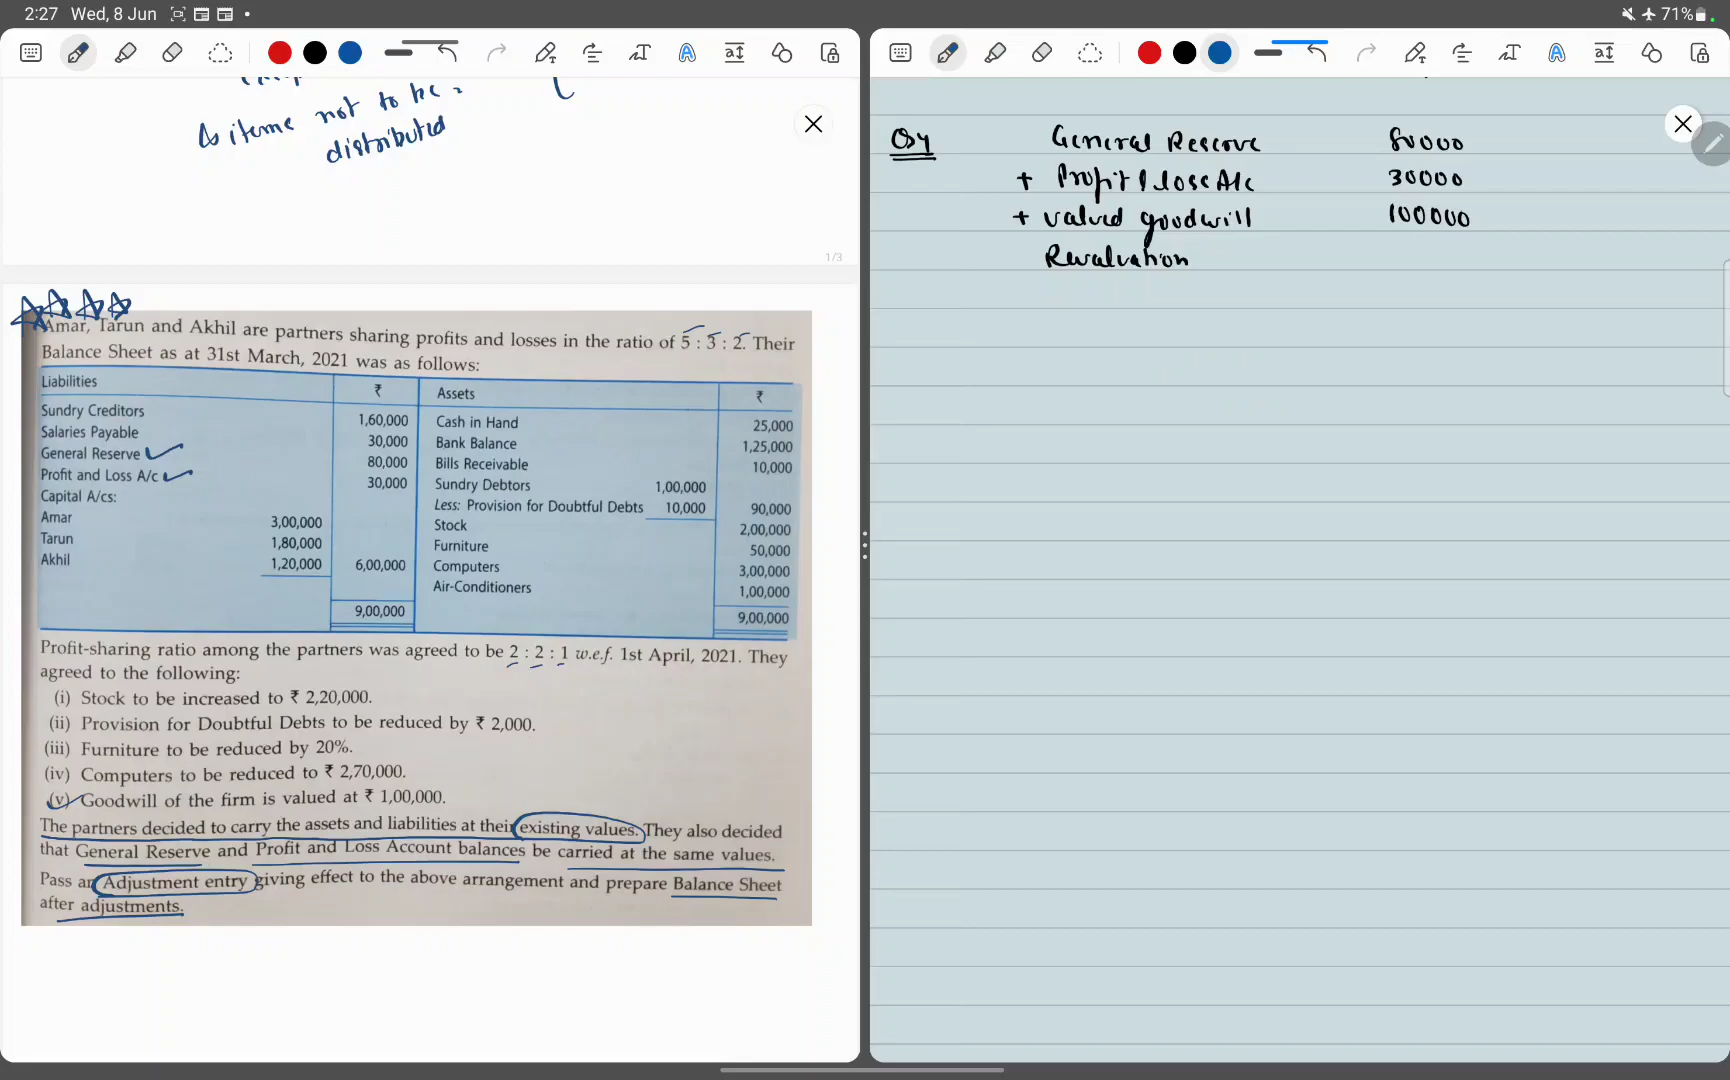 2:27 Wed, 8 Jun
71%
items not to be
distributed
1/3
Amar, Tarun and Akhil are partners sharing profits and losses in the ratio of 5 : 3 : 2. Their
Balance Sheet as at 31st March, 2021 was as follows:
Liabilities ₹ Assets ₹
Sundry Creditors 1,60,000 Cash in Hand 25,000
Salaries Payable 30,000 Bank Balance 1,25,000
General Reserve 80,000 Bills Receivable 10,000
Profit and Loss A/c 30,000 Sundry Debtors 1,00,000
Capital A/cs: Less: Provision for Doubtful Debts 10,000 90,000
Amar 3,00,000 Stock 2,00,000
Tarun 1,80,000 Furniture 50,000
Akhil 1,20,000 6,00,000 Computers 3,00,000
Air-Conditioners 1,00,000
9,00,000 9,00,000
Profit-sharing ratio among the partners was agreed to be 2 : 2 : 1 w.e.f. 1st April, 2021. They
agreed to the following:
(i) Stock to be increased to ₹ 2,20,000.
(ii) Provision for Doubtful Debts to be reduced by ₹ 2,000.
(iii) Furniture to be reduced by 20%.
(iv) Computers to be reduced to ₹ 2,70,000.
(v) Goodwill of the firm is valued at ₹ 1,00,000.
The partners decided to carry the assets and liabilities at their existing values. They also decided
that General Reserve and Profit and Loss Account balances be carried at the same values.
Pass an Adjustment entry giving effect to the above arrangement and prepare Balance Sheet
after adjustments.
Q4 General Reserve 80000
+ Profit & loss A/c 30000
+ valued goodwill 100000
Revaluation